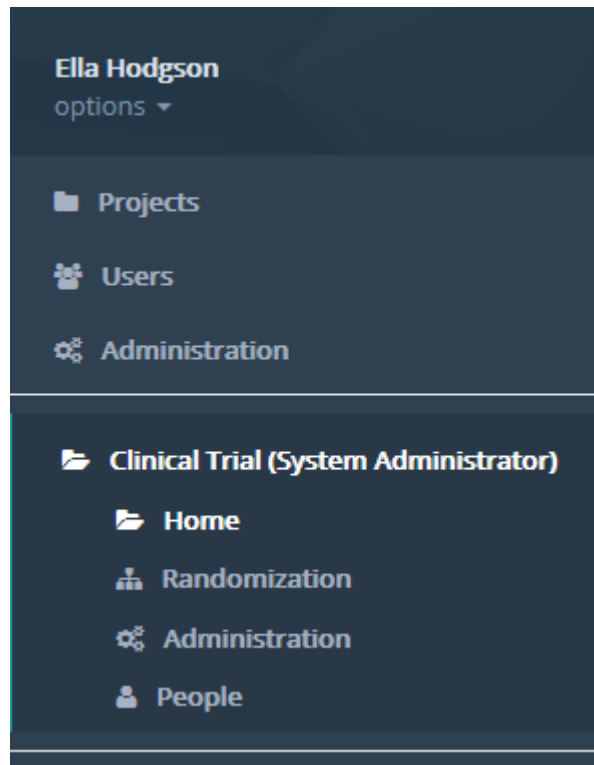 Ella Hodgson
options
Projects
Users
Administration
Clinical Trial (System Administrator)
Home
Randomization
Administration
People